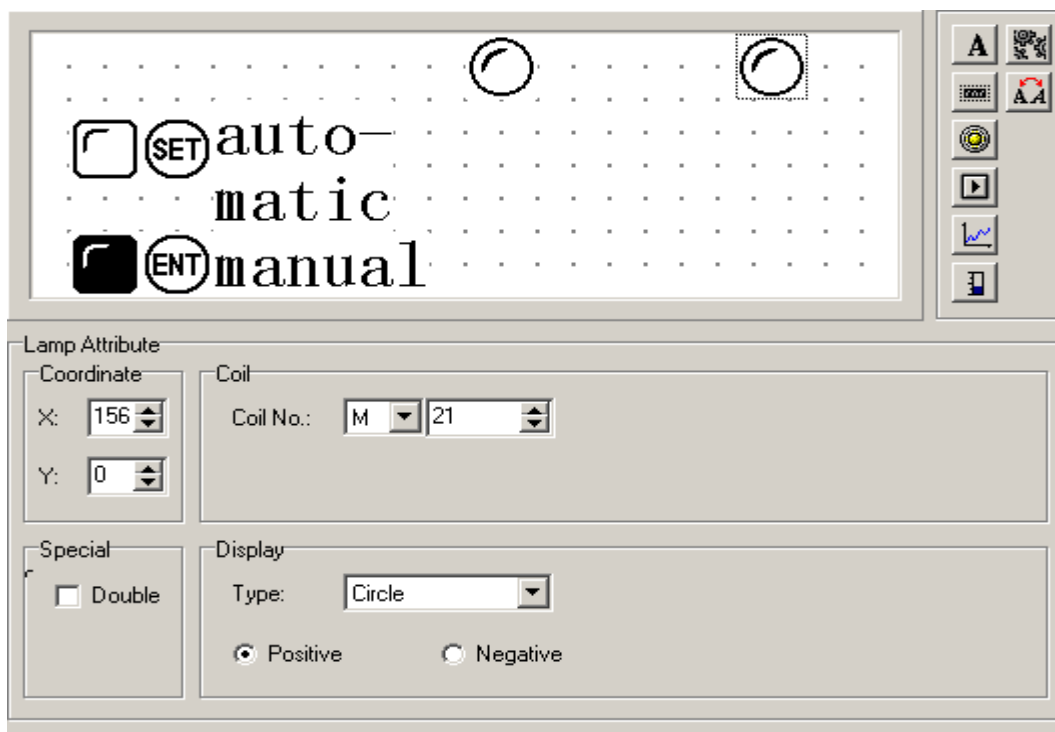 A
A A
SET auto-
matic
ENT manual
Lamp Attribute
Coordinate
X: 156
Y: 0
Coil
Coil No.: M 21
Special
Double
Display
Type: Circle
Positive Negative